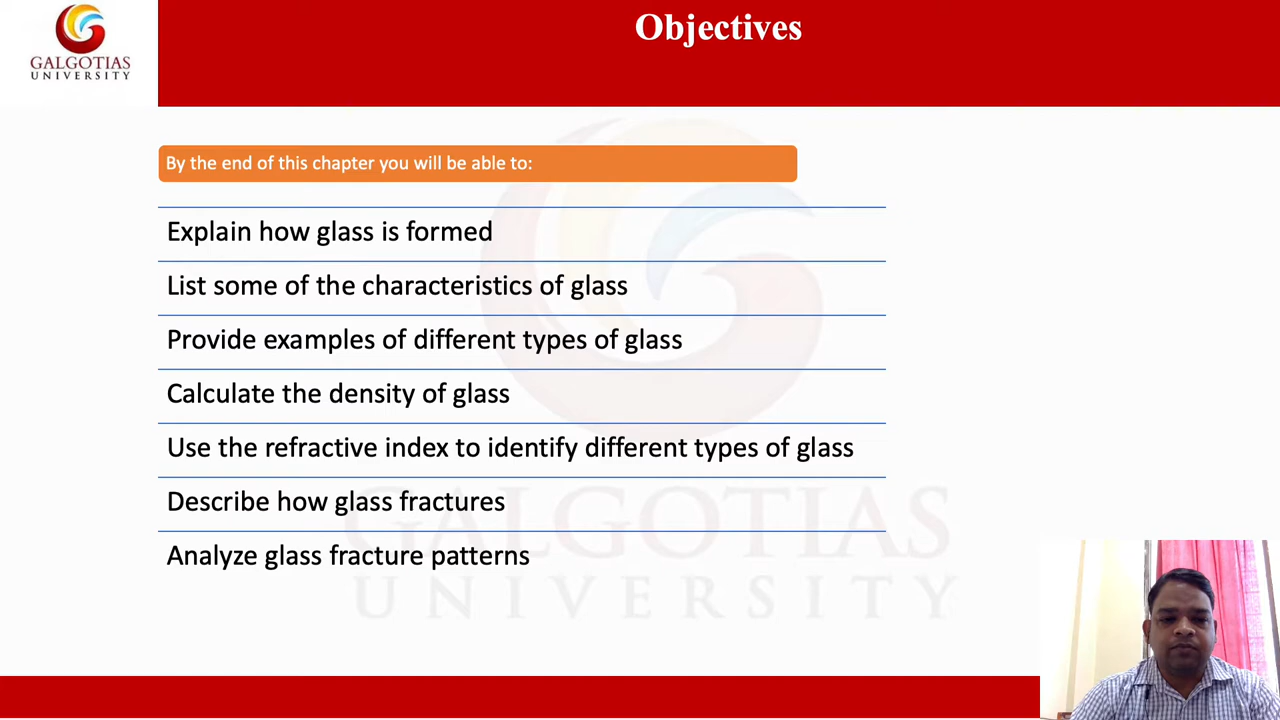 Objectives
GALGOTIAS
UNIVERSITY
By the end of this chapter you will be able to:
Explain how glass is formed
List some of the characteristics of glass
Provide examples of different types of glass
Calculate the density of glass
Use the refractive index to identify different types of glass
Describe how glass fractures
Analyze glass fracture patterns
GALGOTIAS
UNIVERSITY